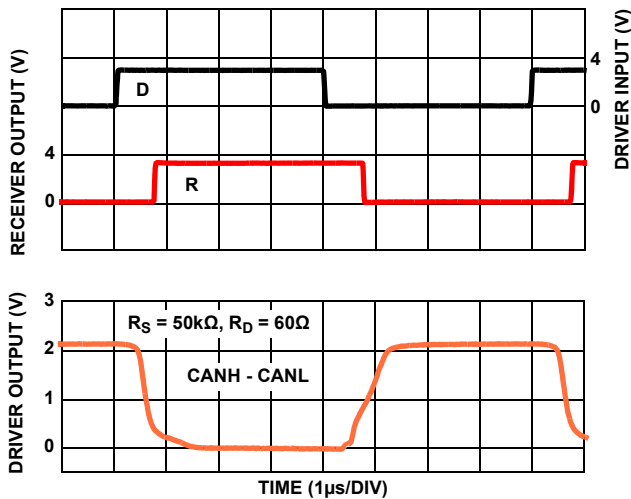 RECEIVER OUTPUT (V)
4
0
D
R
4
0
DRIVER INPUT (V)
DRIVER OUTPUT (V)
3
2
1
0
RS = 50kΩ, RD = 60Ω
CANH - CANL
TIME (1µs/DIV)